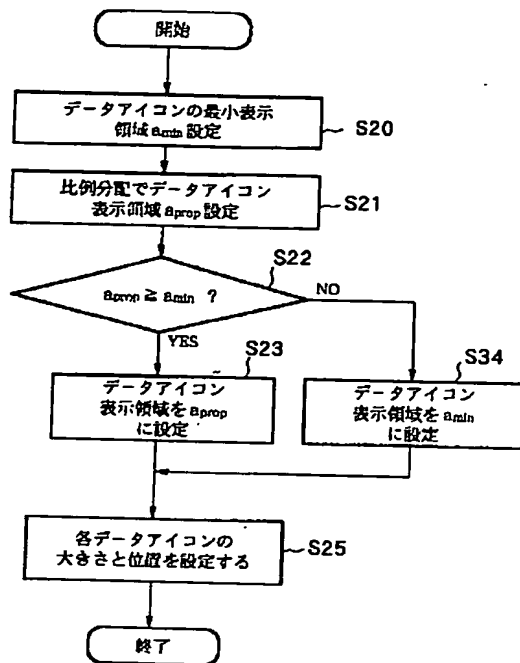 開始
データアイコンの最小表示
領域 amin 設定
S20
比例分配でデータアイコン
表示領域 aprop 設定
S21
S22
aprop ≧ amin ?
NO
YES
S23
データアイコン
表示領域を aprop
に設定
S34
データアイコン
表示領域を amin
に設定
各データアイコンの
大きさと位置を設定する
S25
終了